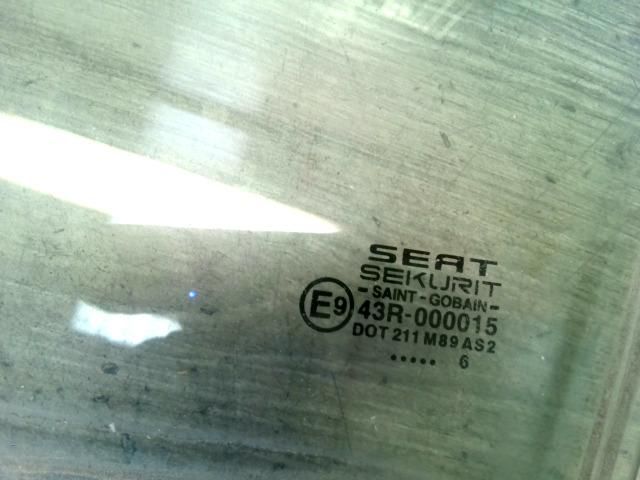 SEAT
SEKURIT
- SAINT - GOBAIN -
E9 43R-000015
DOT 211 M89 AS2
..... 6